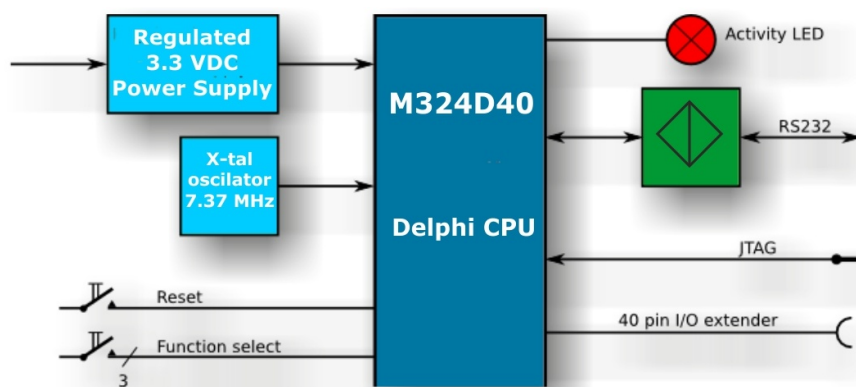 Regulated
3.3 VDC
Power Supply
X-tal
oscilator
7.37 MHz
Reset
Function select
3
M324D40
Delphi CPU
Activity LED
RS232
JTAG
40 pin I/O extender